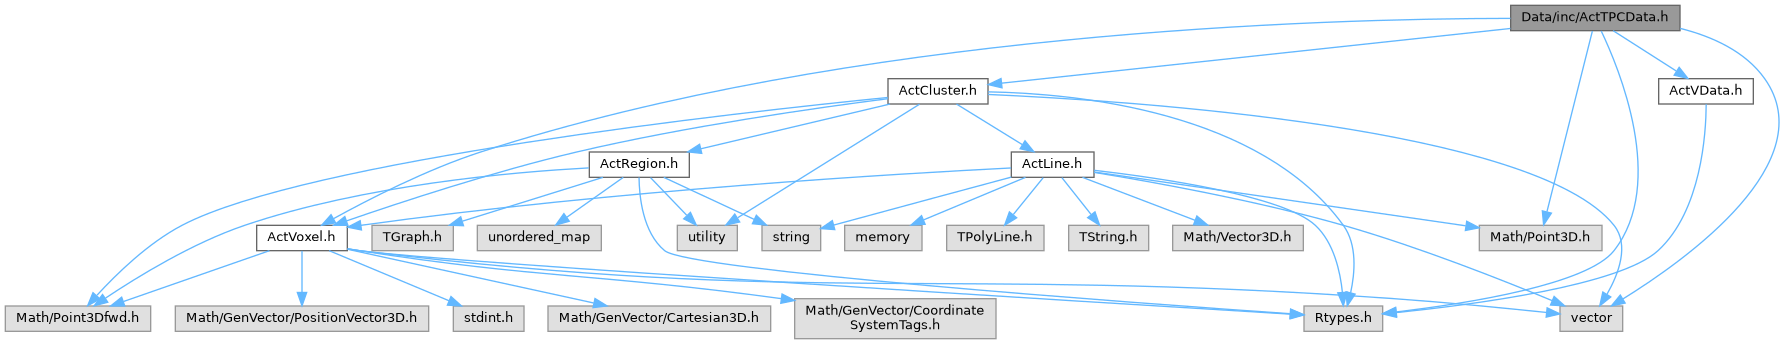 Data/inc/ActTPCData.h
ActCluster.h
ActVData.h
ActRegion.h
ActLine.h
ActVoxel.h
TGraph.h
unordered_map
utility
string
memory
TPolyLine.h
TString.h
Math/Vector3D.h
Math/Point3D.h
Math/Point3Dfwd.h
Math/GenVector/PositionVector3D.h
stdint.h
Math/GenVector/Cartesian3D.h
Math/GenVector/Coordinate
SystemTags.h
Rtypes.h
vector